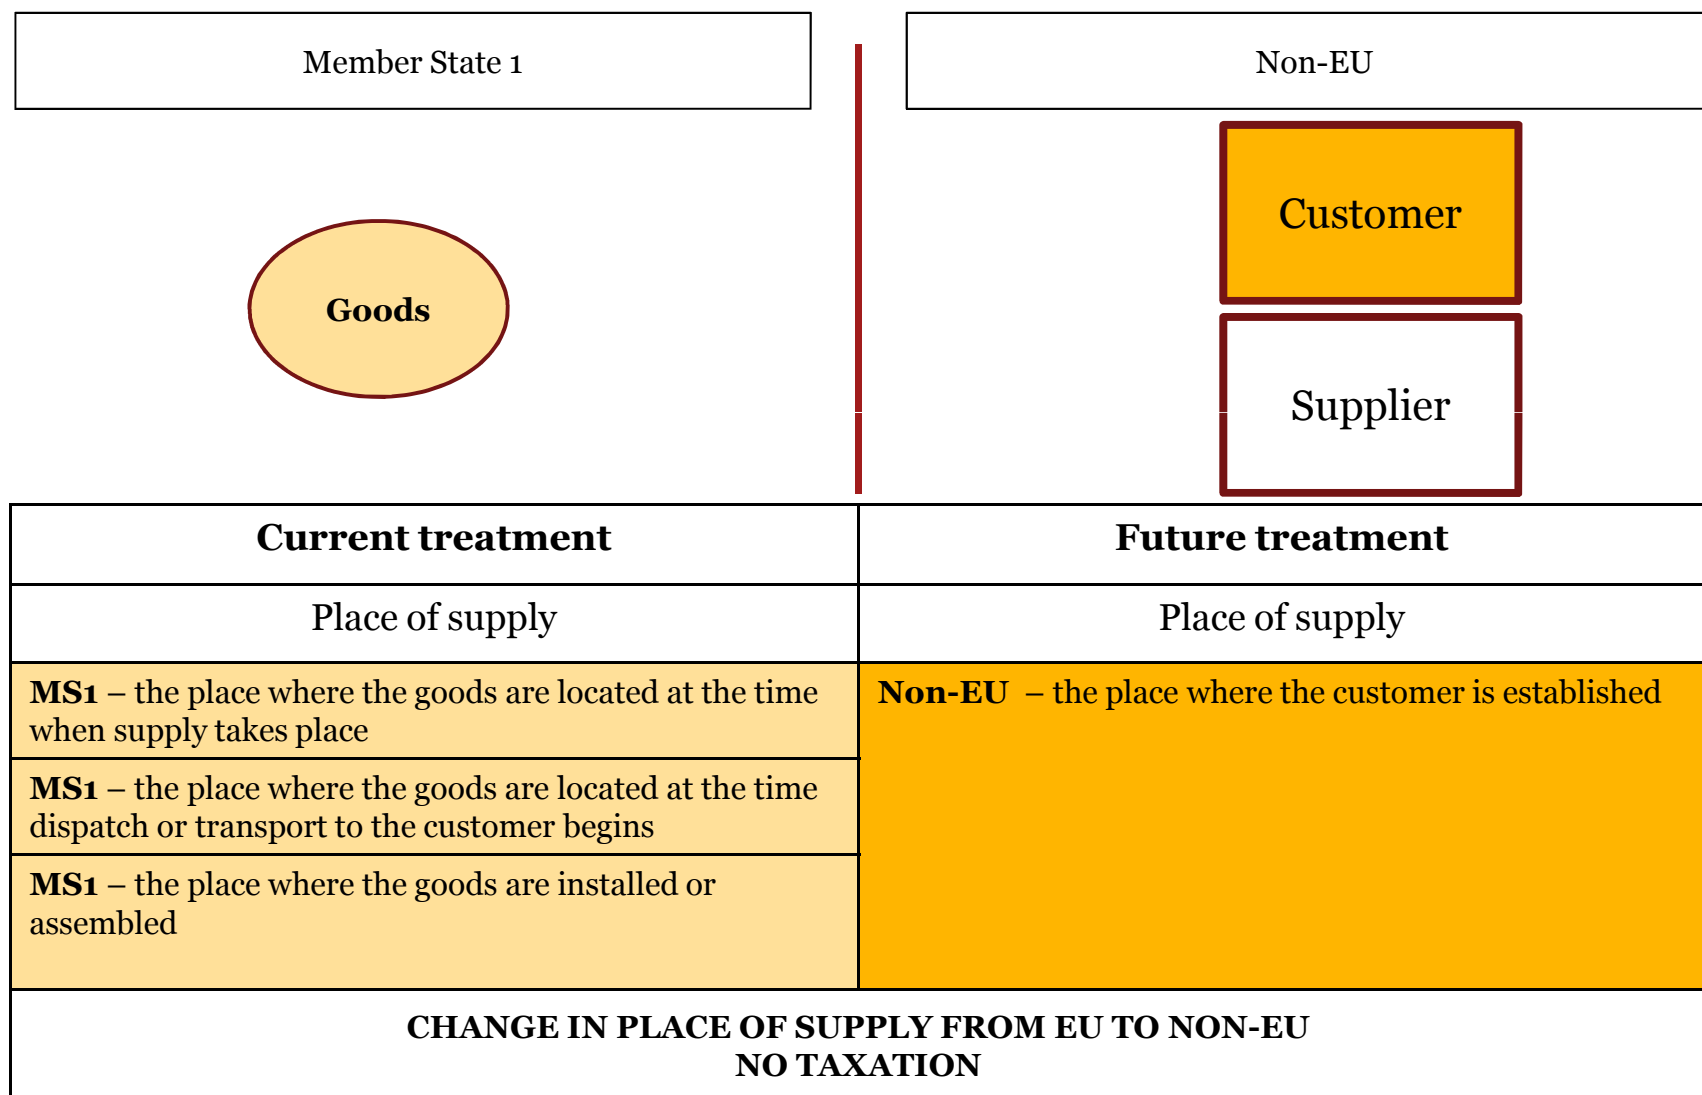 Member State 1
Non-EU
Customer
Goods
Supplier
Current treatment
Future treatment
Place of supply
Place of supply
MS1 – the place where the goods are located at the time
when supply takes place
Non-EU – the place where the customer is established
MS1 – the place where the goods are located at the time
dispatch or transport to the customer begins
MS1 – the place where the goods are installed or
assembled
CHANGE IN PLACE OF SUPPLY FROM EU TO NON-EU
NO TAXATION